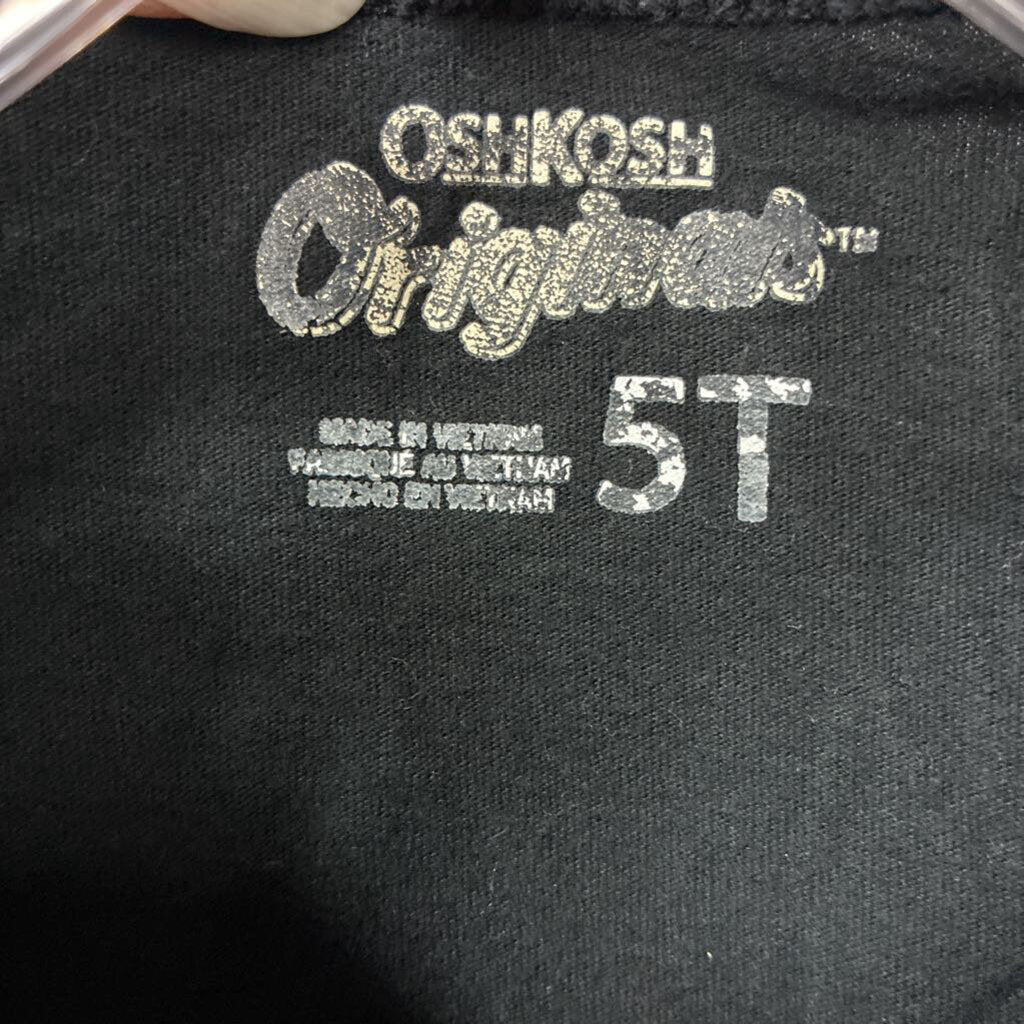 OSHKOSH
Originals™
5T
MADE IN VIETNAM
FABRIQUE AU VIETNAM
HECHO EN VIETNAM